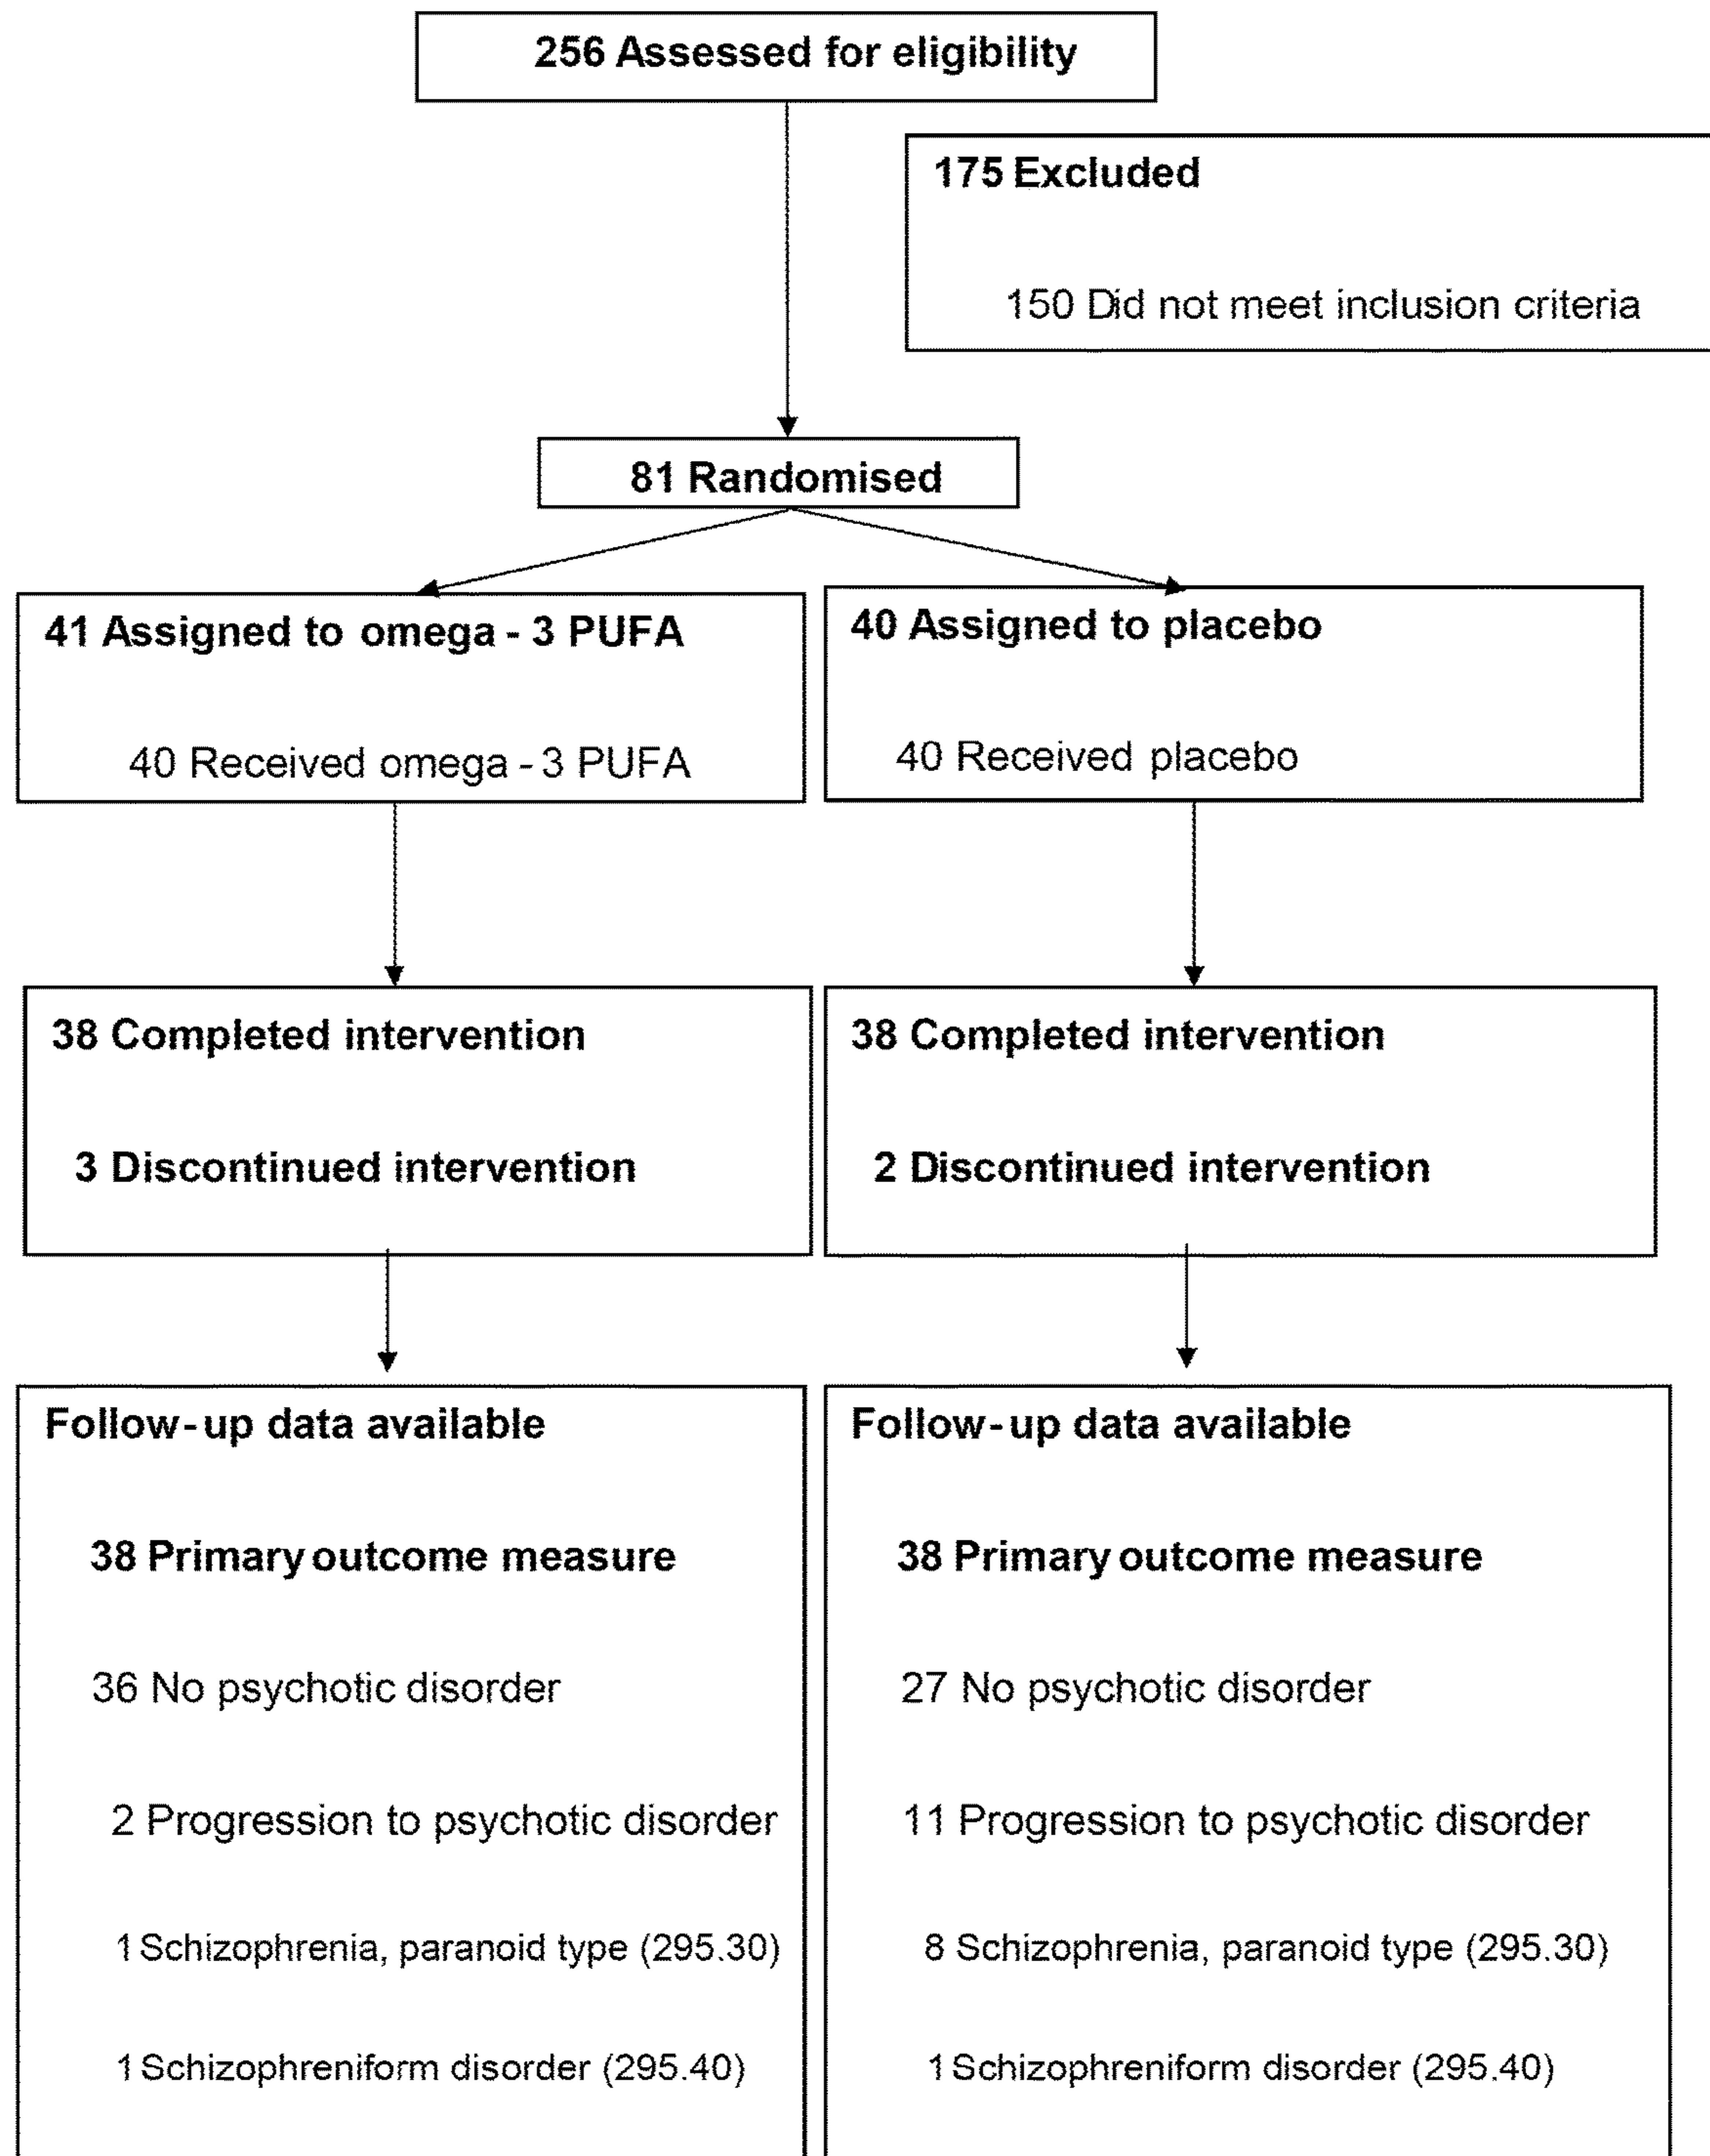 256 Assessed for eligibility
175 Excluded
150 Did not meet inclusion criteria
81 Randomised
41 Assigned to omega - 3 PUFA
40 Received omega - 3 PUFA
40 Assigned to placebo
40 Received placebo
38 Completed intervention
3 Discontinued intervention
38 Completed intervention
2 Discontinued intervention
Follow-up data available
38 Primary outcome measure
36 No psychotic disorder
2 Progression to psychotic disorder
1 Schizophrenia, paranoid type (295.30)
1 Schizophreniform disorder (295.40)
Follow-up data available
38 Primary outcome measure
27 No psychotic disorder
11 Progression to psychotic disorder
8 Schizophrenia, paranoid type (295.30)
1 Schizophreniform disorder (295.40)